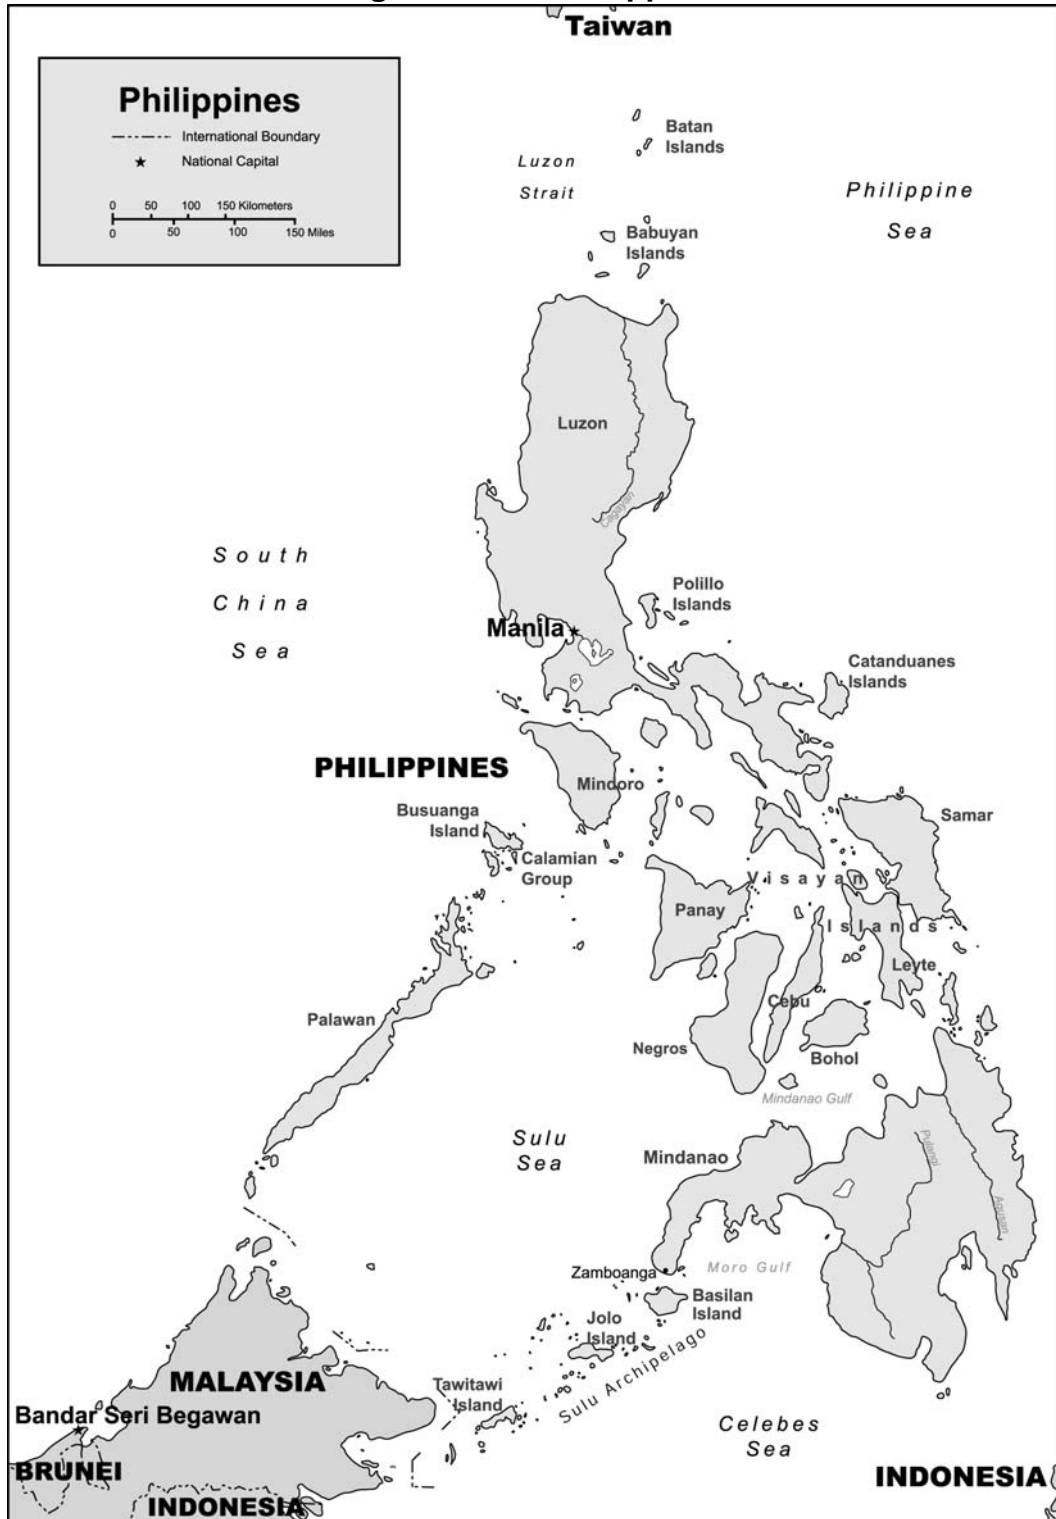 Taiwan
Philippines
International Boundary
National Capital
0 50 100 150 Kilometers
0 50 100 150 Miles
Batan
Islands
Luzon
Strait
Philippine
Sea
Babuyan
Islands
Luzon
Cagayan
South
China
Sea
Polillo
Islands
Manila
Catanduanes
Islands
PHILIPPINES
Mindoro
Busuanga
Island
Samar
Calamian
Group
Visayan
Islands
Panay
Leyte
Cebu
Palawan
Negros
Bohol
Mindanao Gulf
Sulu
Sea
Mindanao
Pulangi
Agusan
Zamboanga
Moro Gulf
Basilan
Island
Jolo
Island
Sulu Archipelago
MALAYSIA
Tawitawi
Island
Bandar Seri Begawan
Celebes
Sea
BRUNEI
INDONESIA
INDONESIA